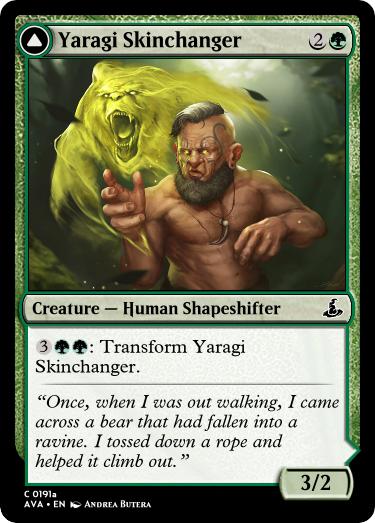 Yaragi Skinchanger 2
Creature — Human Shapeshifter
3: Transform Yaragi
Skinchanger.
“Once, when I was out walking, I came
across a bear that had fallen into a
ravine. I tossed down a rope and
helped it climb out.”
3/2
C 0191a
AVA • EN Andrea Butera